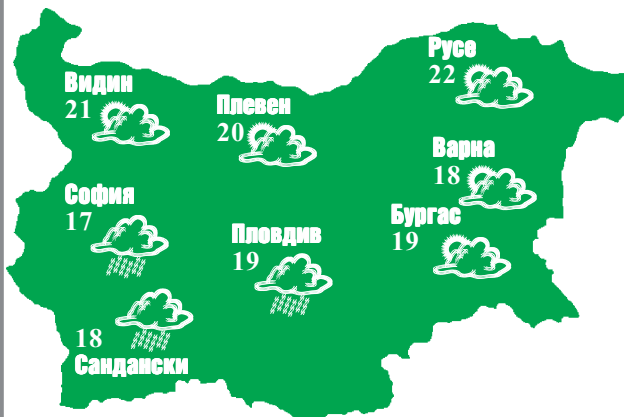 Русе
22
Видин
21
Плевен
20
Варна
18
София
17
Бургас
19
Пловдив
19
18
Сандански